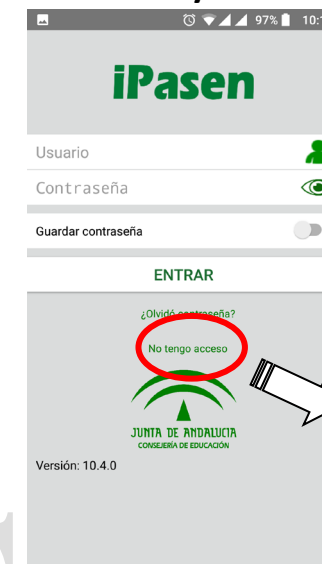 97% 10:
iPasen
Usuario
Contraseña
Guardar contraseña
ENTRAR
¿Olvidó contraseña?
No tengo acceso
JUNTA DE ANDALUCIA
CONSEJERÍA DE EDUCACIÓN
Versión: 10.4.0